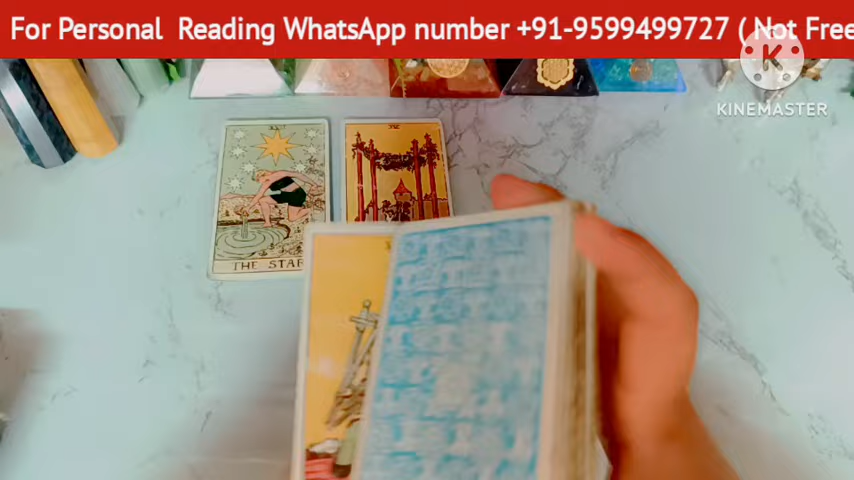 For Personal Reading WhatsApp number +91-9599499727 ( Not Free
KINEMASTER
THE STAR